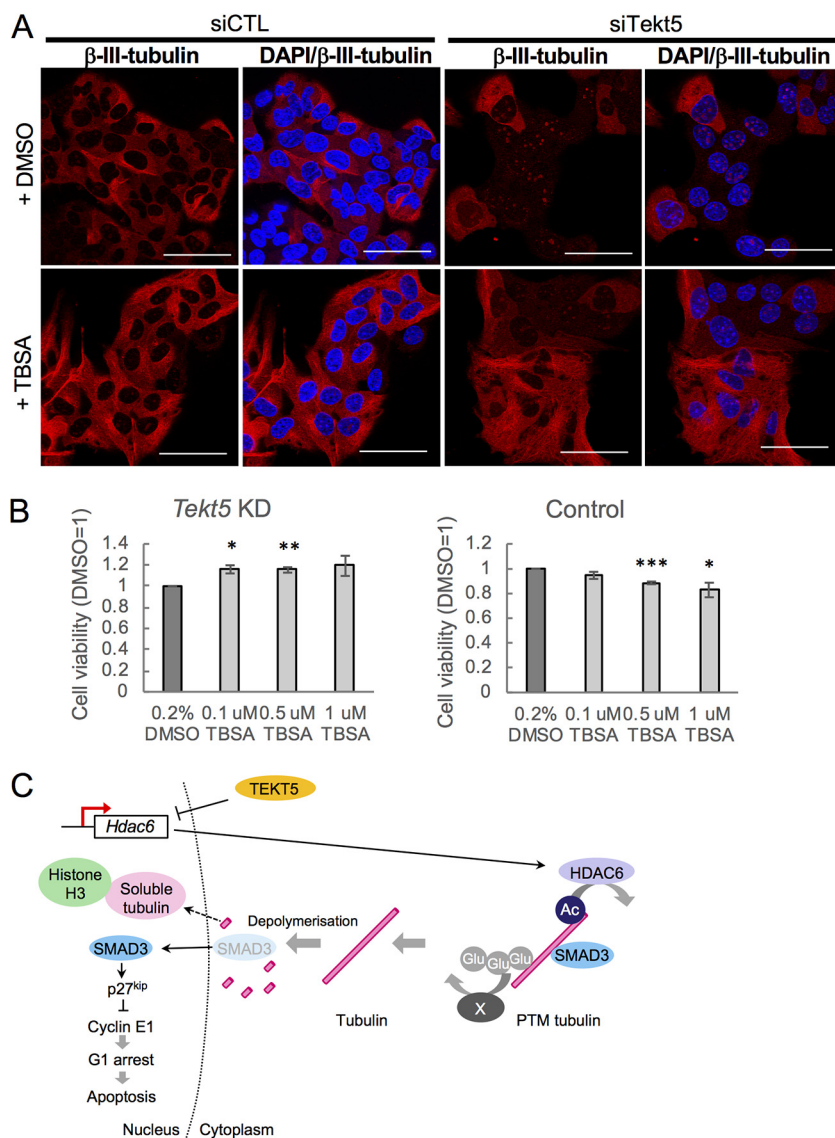 A
siCTL siTekt5
β-III-tubulin DAPI/β-III-tubulin β-III-tubulin DAPI/β-III-tubulin
+ DMSO
+ TBSA
B
Tekt5 KD
Cell viability (DMSO=1)
1.4
1.2
1
0.8
0.6
0.4
0.2
0
* **
0.2% 0.1 uM 0.5 uM 1 uM
DMSO TBSA TBSA TBSA
Control
Cell viability (DMSO=1)
1.2
1
0.8
0.6
0.4
0.2
0
*** *
0.2% 0.1 uM 0.5 uM 1 uM
DMSO TBSA TBSA TBSA
C
TEKT5
Hdac6
HDAC6
Histone
H3
Soluble
tubulin
Depolymerisation
Ac
SMAD3
SMAD3
SMAD3
Glu
Glu
Glu
p27kip
X
Cyclin E1
Tubulin
PTM tubulin
G1 arrest
Apoptosis
Nucleus
Cytoplasm